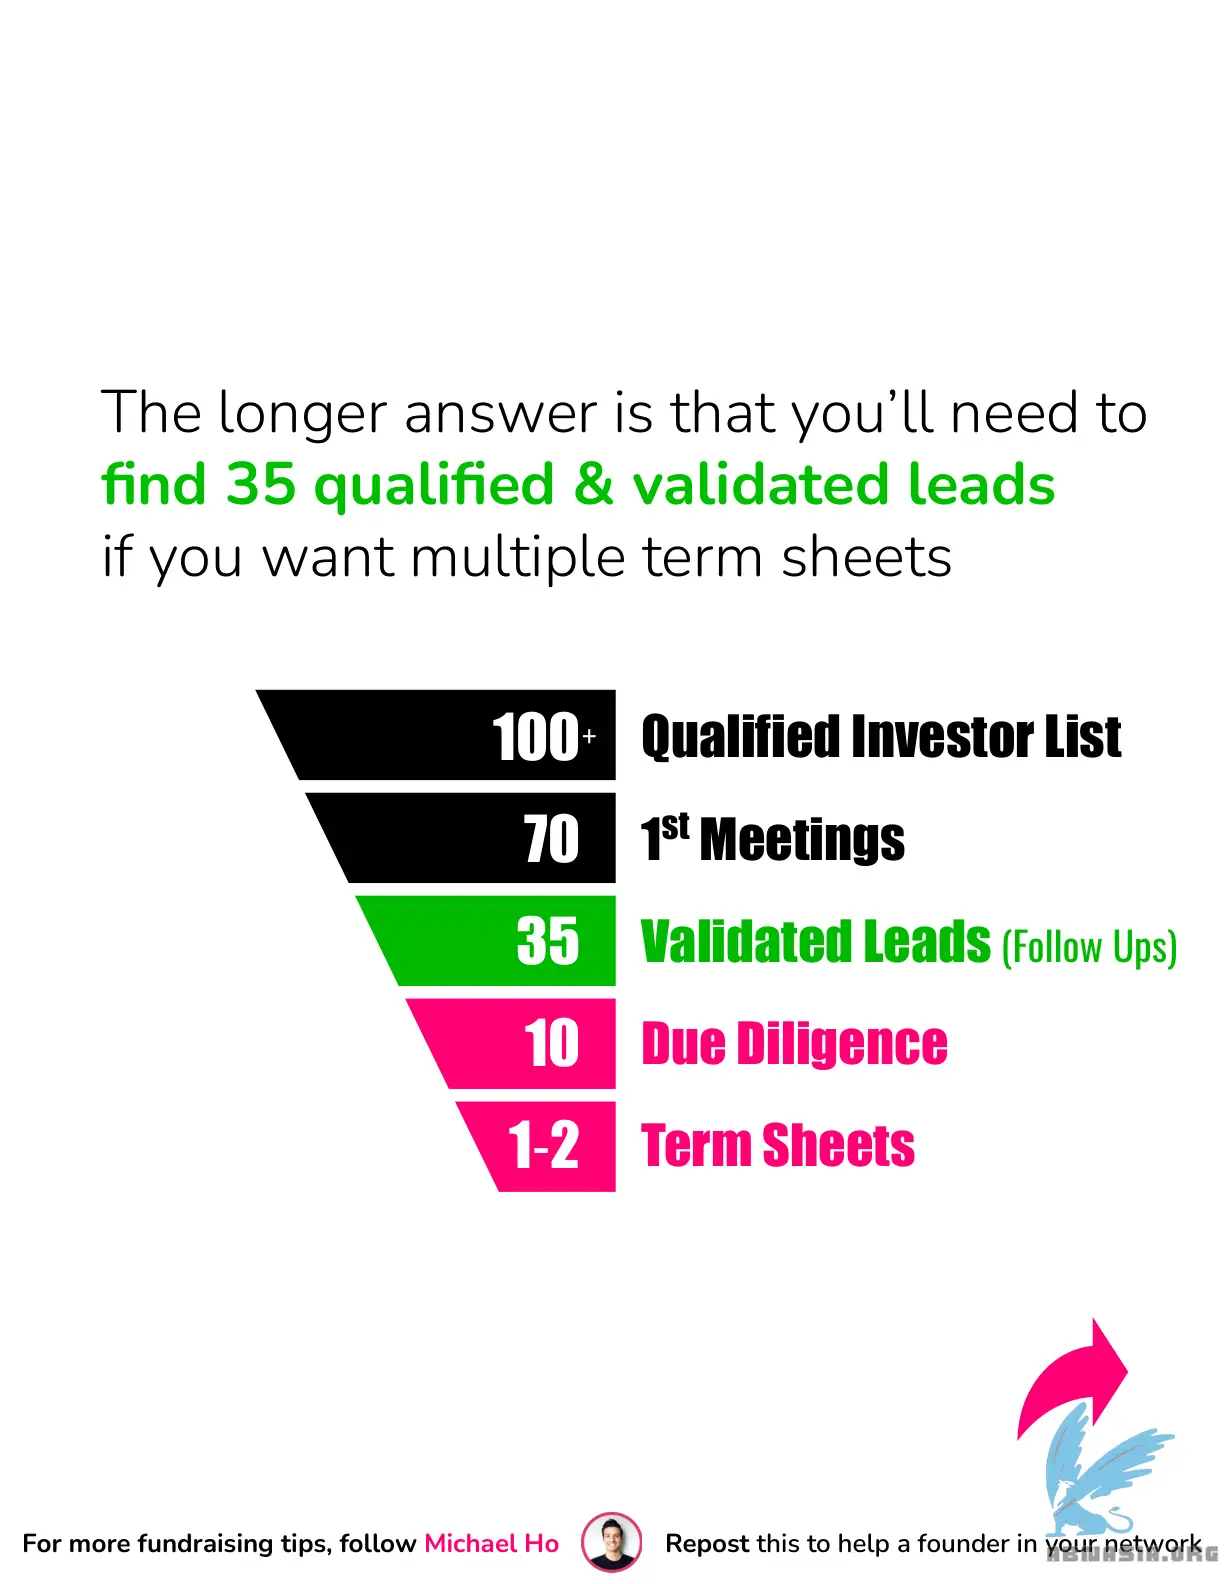 The longer answer is that you’ll need to
find 35 qualified & validated leads
if you want multiple term sheets
100+ Qualified Investor List
70 1st Meetings
35 Validated Leads (Follow Ups)
10 Due Diligence
1-2 Term Sheets
For more fundraising tips, follow Michael Ho
Repost this to help a founder in your network
ABMASIA.ORG